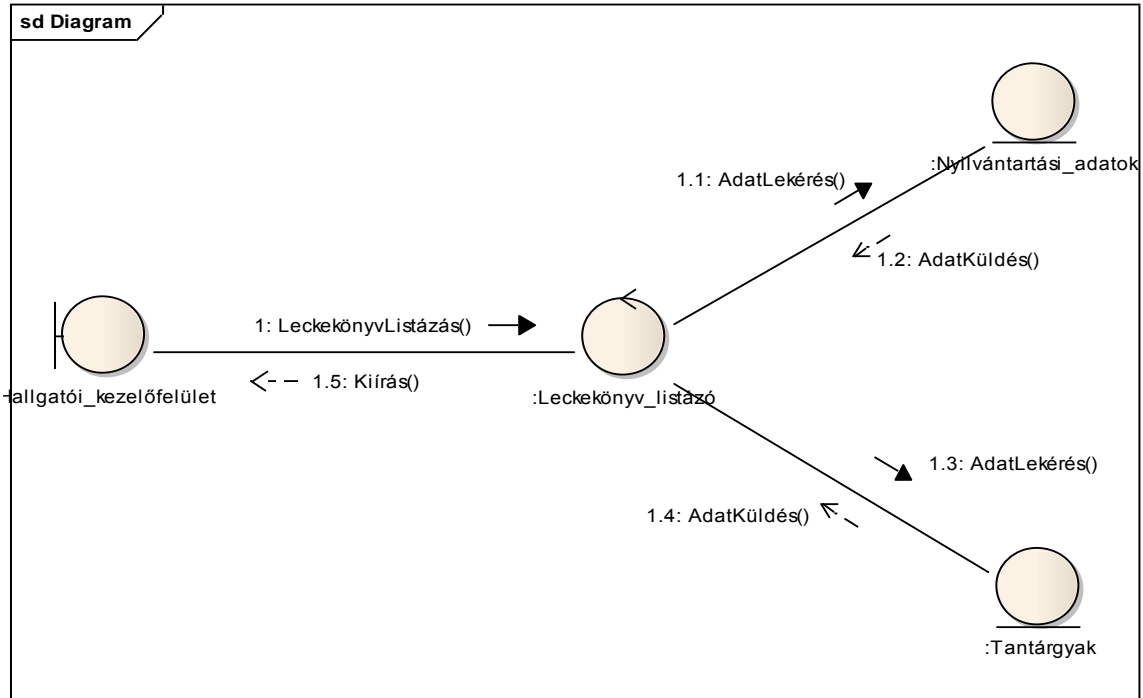 sd Diagram
:Nyilvántartási_adatok
1.1: AdatLekérés()
1.2: AdatKüldés()
1: LeckekönyvListázás()
1.5: Kiírás()
allgatói_kezelőfelület
:Leckekönyv_listázó
1.3: AdatLekérés()
1.4: AdatKüldés()
:Tantárgyak